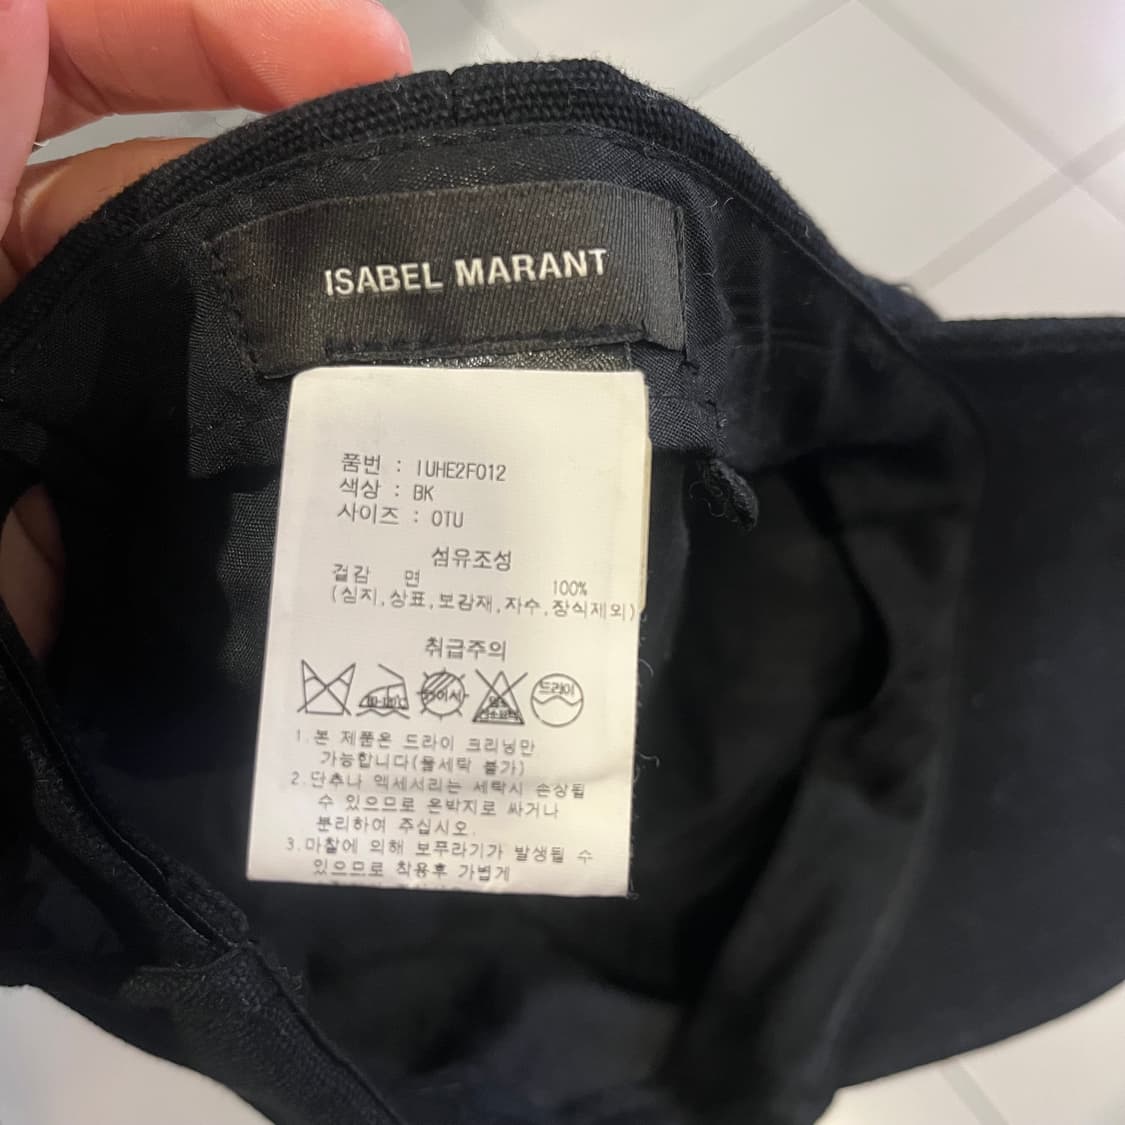 ISABEL MARANT
품번 : IUHE2F012
색상 : BK
사이즈 : OTU
섬유조성
겉감 면 100%
(심지,상표,보강재,자수,장식제외)
취급주의
드라이
1.본 제품은 드라이 크리닝만
가능합니다(물세탁 불가)
2.단추나 액세서리는 세탁시 손상될
수 있으므로 은박지로 싸거나
분리하여 주십시오.
3.마찰에 의해 보푸라기가 발생될 수
있으므로 착용후 가볍게